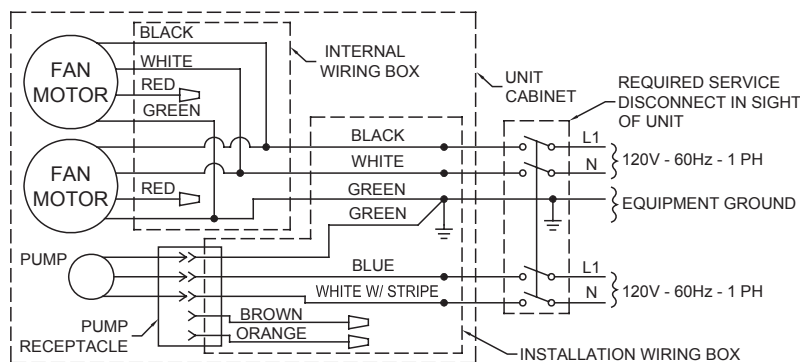 BLACK
INTERNAL
WIRING BOX
WHITE
FAN
MOTOR
RED
GREEN
UNIT
CABINET
REQUIRED SERVICE
DISCONNECT IN SIGHT
OF UNIT
BLACK
L1
WHITE
N
120V - 60Hz - 1 PH
FAN
MOTOR
RED
GREEN
EQUIPMENT GROUND
GREEN
PUMP
BLUE
L1
WHITE W/ STRIPE
N
120V - 60Hz - 1 PH
BROWN
PUMP
RECEPTACLE
ORANGE
INSTALLATION WIRING BOX